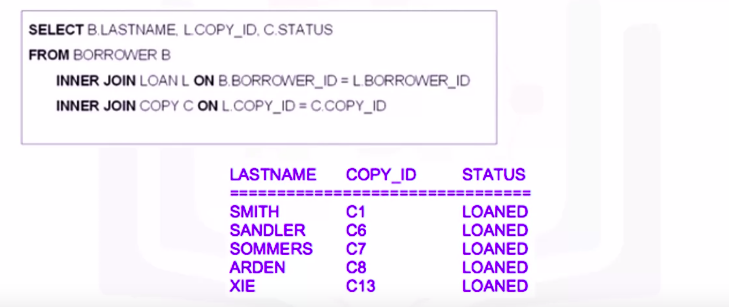 SELECT B.LASTNAME, L.COPY_ID, C.STATUS
FROM BORROWER B
INNER JOIN LOAN L ON B.BORROWER_ID = L.BORROWER_ID
INNER JOIN COPY C ON L.COPY_ID = C.COPY_ID
LASTNAME COPY_ID STATUS
================================
SMITH C1 LOANED
SANDLER C6 LOANED
SOMMERS C7 LOANED
ARDEN C8 LOANED
XIE C13 LOANED